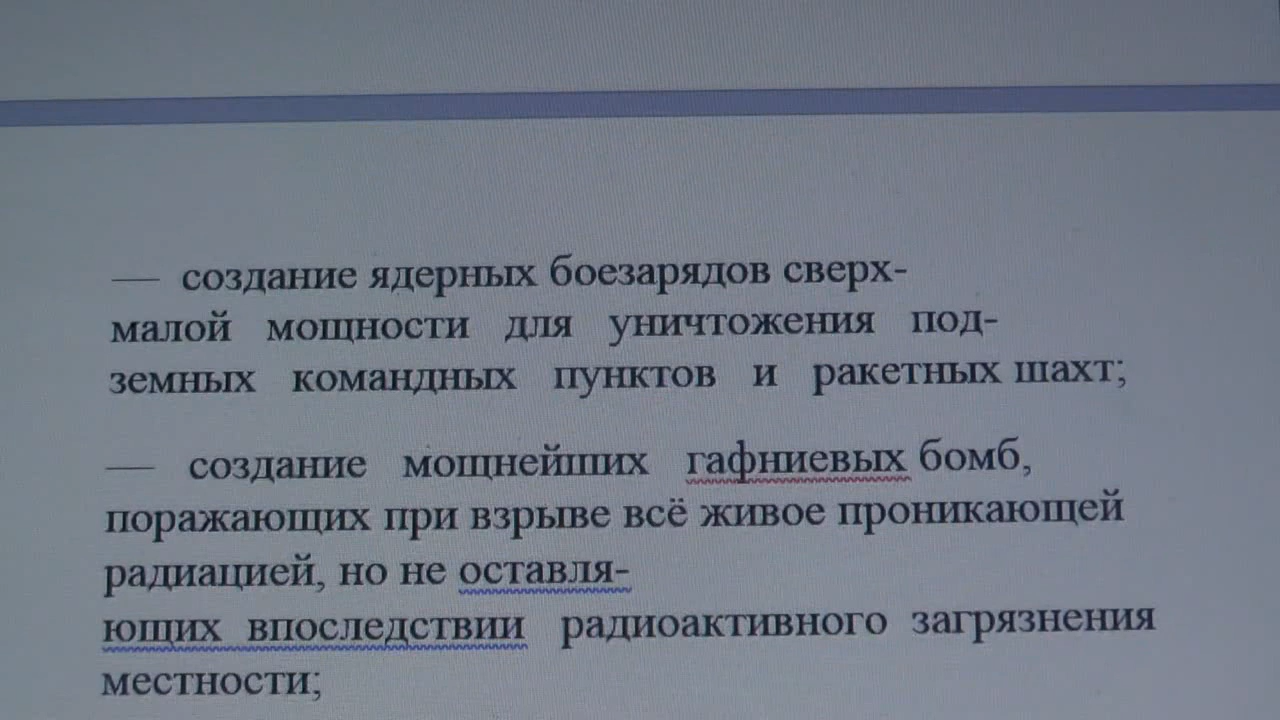 — создание ядерных боезарядов сверх-
малой мощности для уничтожения под-
земных командных пунктов и ракетных шахт;
— создание мощнейших гафниевых бомб,
поражающих при взрыве всё живое проникающей
радиацией, но не оставля-
ющих впоследствии радиоактивного загрязнения
местности;